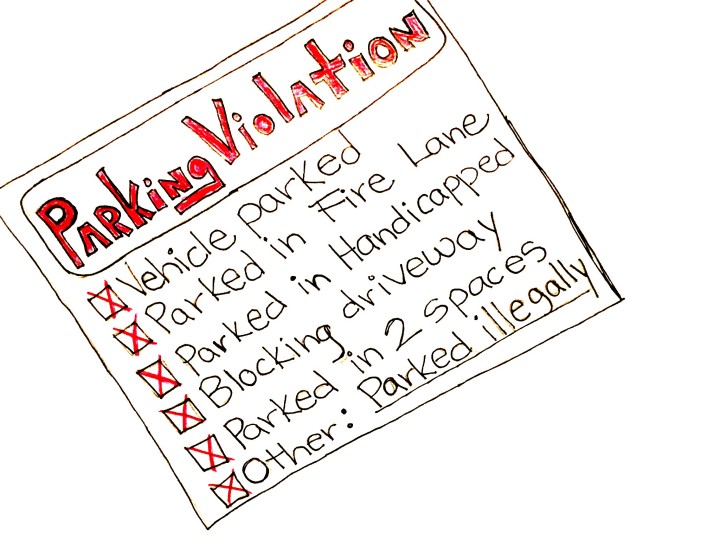 Parking Violation
Vehicle parked
Parked in Fire Lane
Parked in Handicapped
Blocking driveway
Parked in 2 spaces
Other: Parked illegally